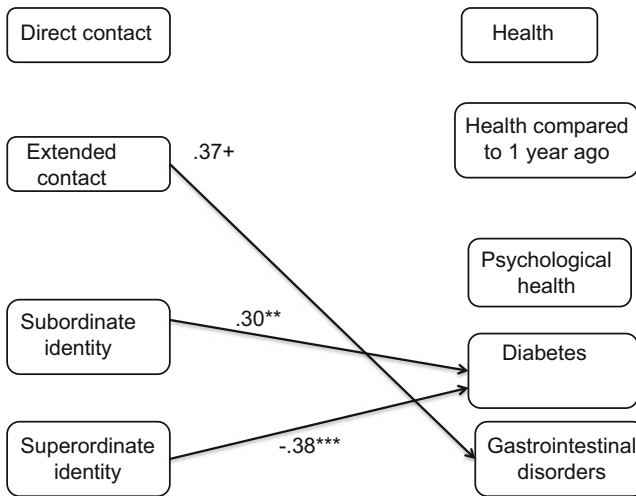 Direct contact
Health
Health compared
to 1 year ago
Extended
contact
.37+
Psychological
health
Subordinate
identity
.30**
Diabetes
Superordinate
identity
-.38***
Gastrointestinal
disorders